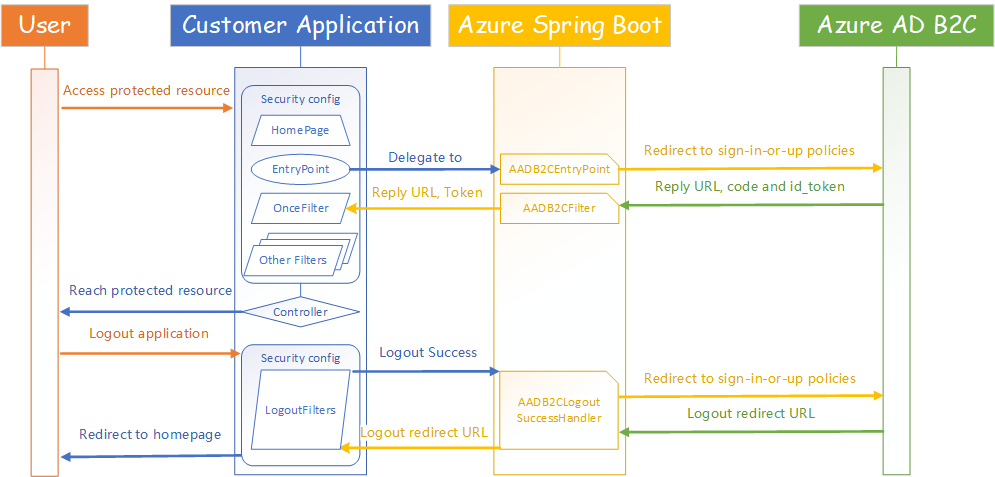 User
Customer Application
Azure Spring Boot
Azure AD B2C
Access protected resource
Security config
HomePage
EntryPoint
Delegate to
AADB2CEntryPoint
Redirect to sign-in-or-up policies
Reply URL, code and id_token
AADB2CFilter
Reply URL, Token
OnceFilter
Other Filters
Reach protected resource
Controller
Logout application
Security config
Logout Success
LogoutFilters
AADB2CLogout
SuccessHandler
Redirect to sign-in-or-up policies
Logout redirect URL
Logout redirect URL
Redirect to homepage